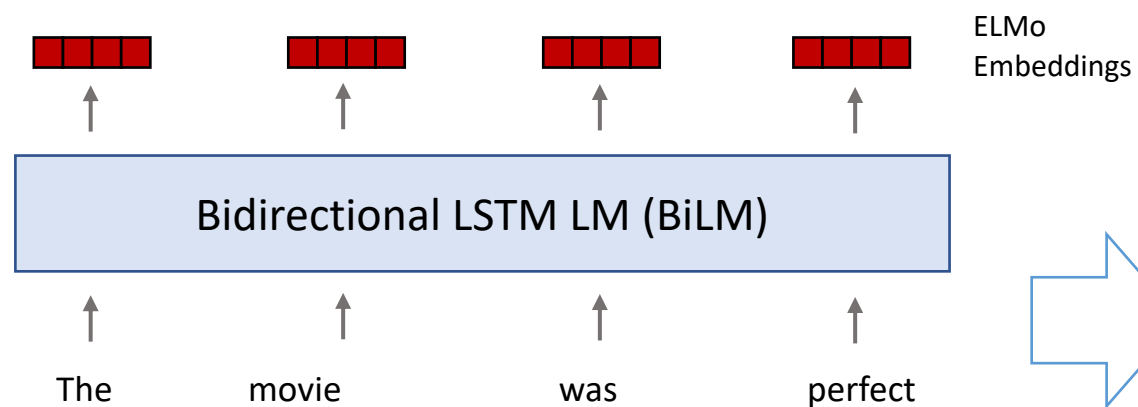 ELMo
Embeddings
Bidirectional LSTM LM (BiLM)
The movie was perfect